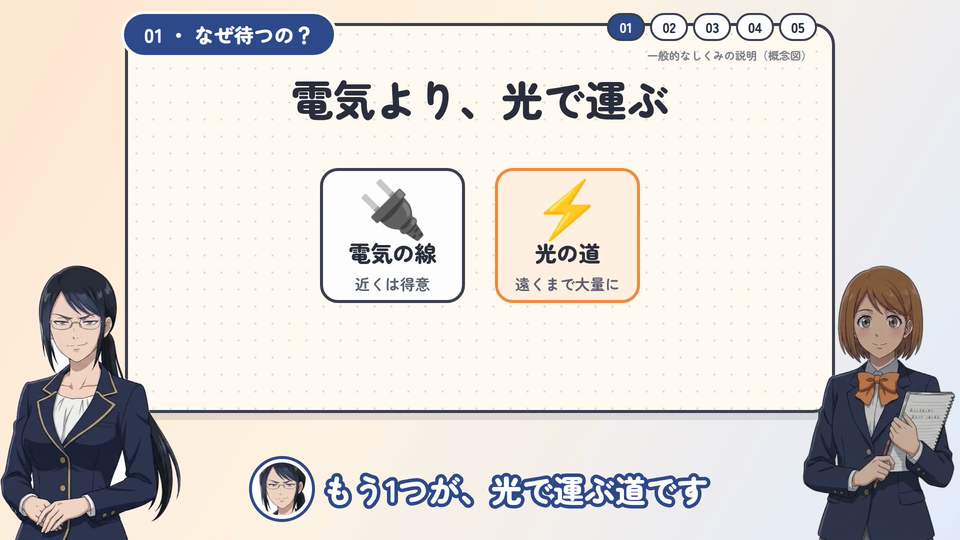 01 ・ なぜ待つの？
01 02 03 04 05
一般的なしくみの説明（概念図）
電気より、光で運ぶ
電気の線
近くは得意
光の道
遠くまで大量に
もう1つが、光で運ぶ道です